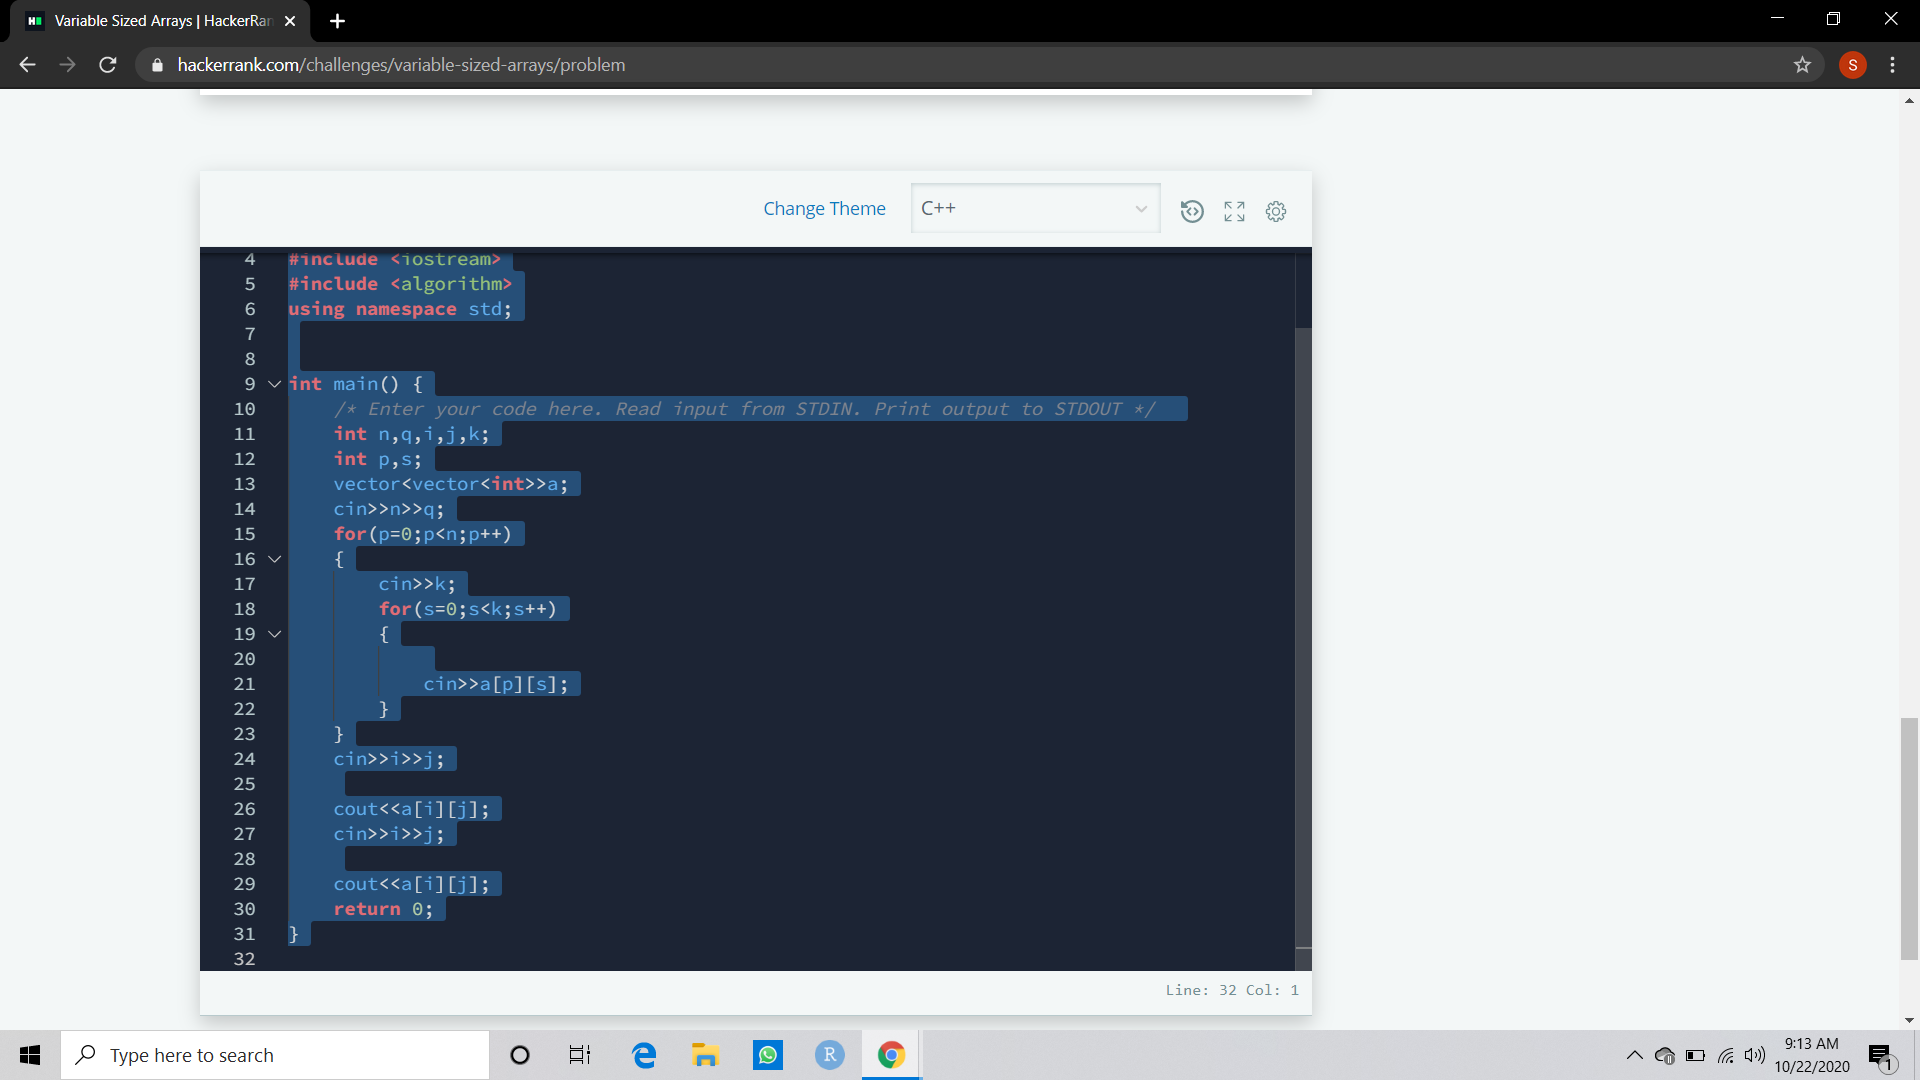 Variable Sized Arrays | HackerRan
hackerrank.com/challenges/variable-sized-arrays/problem
S
Change Theme
C++
4 #include <iostream>
5 #include <algorithm>
6 using namespace std;
7
8
9 int main() {
10 /* Enter your code here. Read input from STDIN. Print output to STDOUT */
11 int n,q,i,j,k;
12 int p,s;
13 vector<vector<int>>a;
14 cin>>n>>q;
15 for(p=0;p<n;p++)
16 {
17 cin>>k;
18 for(s=0;s<k;s++)
19 {
20
21 cin>>a[p][s];
22 }
23 }
24 cin>>i>>j;
25
26 cout<<a[i][j];
27 cin>>i>>j;
28
29 cout<<a[i][j];
30 return 0;
31 }
32
Line: 32 Col: 1
Type here to search
R
9:13 AM
10/22/2020
1